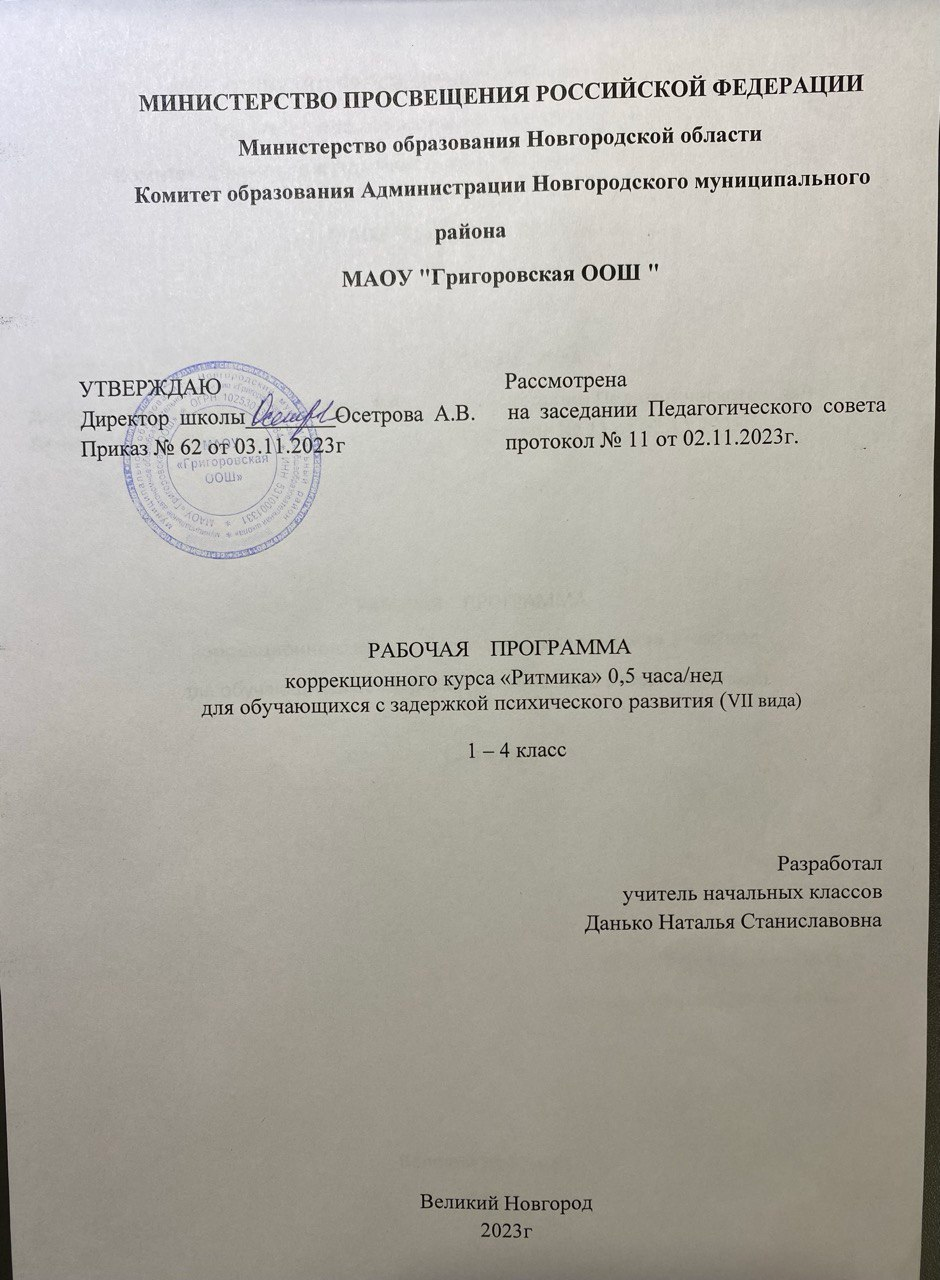 МИНИСТЕРСТВО ПРОСВЕЩЕНИЯ РОССИЙСКОЙ ФЕДЕРАЦИИ
Министерство образования Новгородской области
Комитет образования Администрации Новгородского муниципального
района
МАОУ "Григоровская ООШ "
УТВЕРЖДАЮ
Директор школы Осетрова А.В.
Приказ № 62 от 03.11.2023г
МАОУ
«Григоровская
ООШ»
Рассмотрена
на заседании Педагогического совета
протокол № 11 от 02.11.2023г.
РАБОЧАЯ ПРОГРАММА
коррекционного курса «Ритмика» 0,5 часа/нед
для обучающихся с задержкой психического развития (VII вида)
1 – 4 класс
Разработал
учитель начальных классов
Данько Наталья Станиславовна
Великий Новгород
2023г